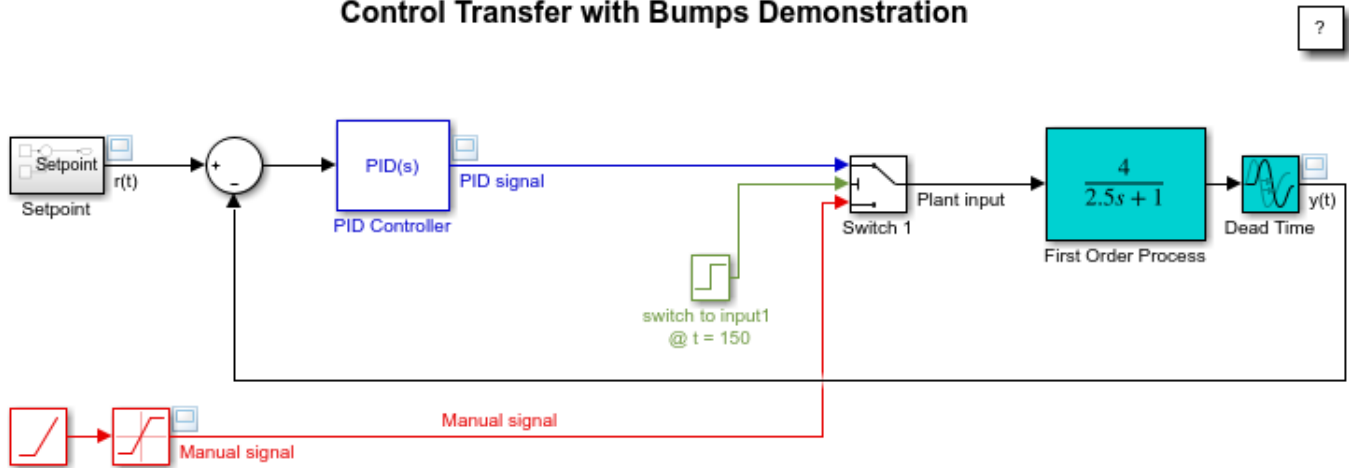 Control Transfer with Bumps Demonstration
?
Setpoint
r(t)
Setpoint
+
−
PID(s)
PID signal
PID Controller
switch to input1
@ t = 150
Switch 1
Plant input
4
2.5s + 1
First Order Process
Dead Time
y(t)
Manual signal
Manual signal